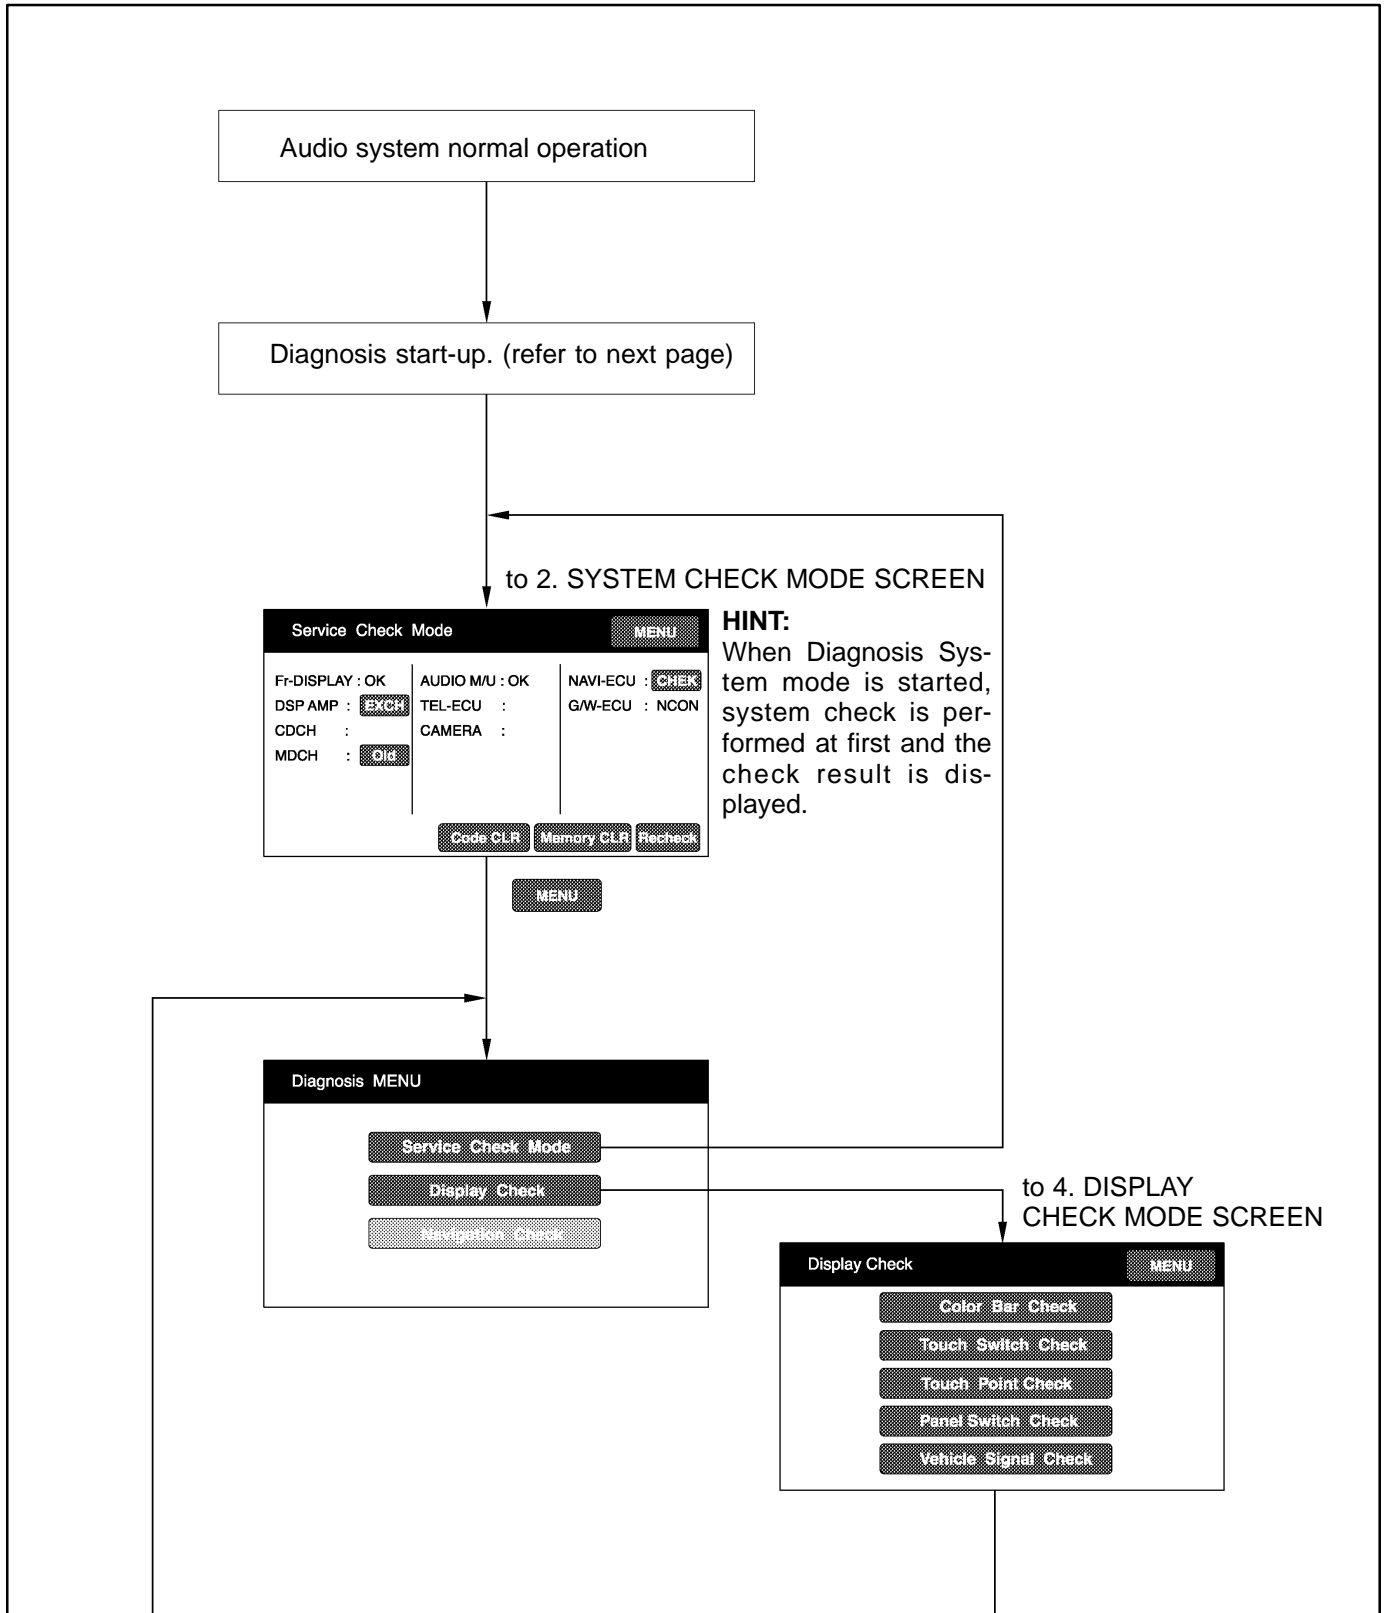 Audio system normal operation
Diagnosis start-up. (refer to next page)
to 2. SYSTEM CHECK MODE SCREEN
Service Check Mode MENU
Fr-DISPLAY : OK
DSP AMP : EXCH
CDCH :
MDCH : Old
AUDIO M/U : OK
TEL-ECU :
CAMERA :
NAVI-ECU : CHEK
G/W-ECU : NCON
Code CLR Memory CLR Recheck
HINT:
When Diagnosis Sys-
tem mode is started,
system check is per-
formed at first and the
check result is dis-
played.
MENU
Diagnosis MENU
Service Check Mode
Display Check
Navigation Check
to 4. DISPLAY
CHECK MODE SCREEN
Display Check MENU
Color Bar Check
Touch Switch Check
Touch Point Check
Panel Switch Check
Vehicle Signal Check